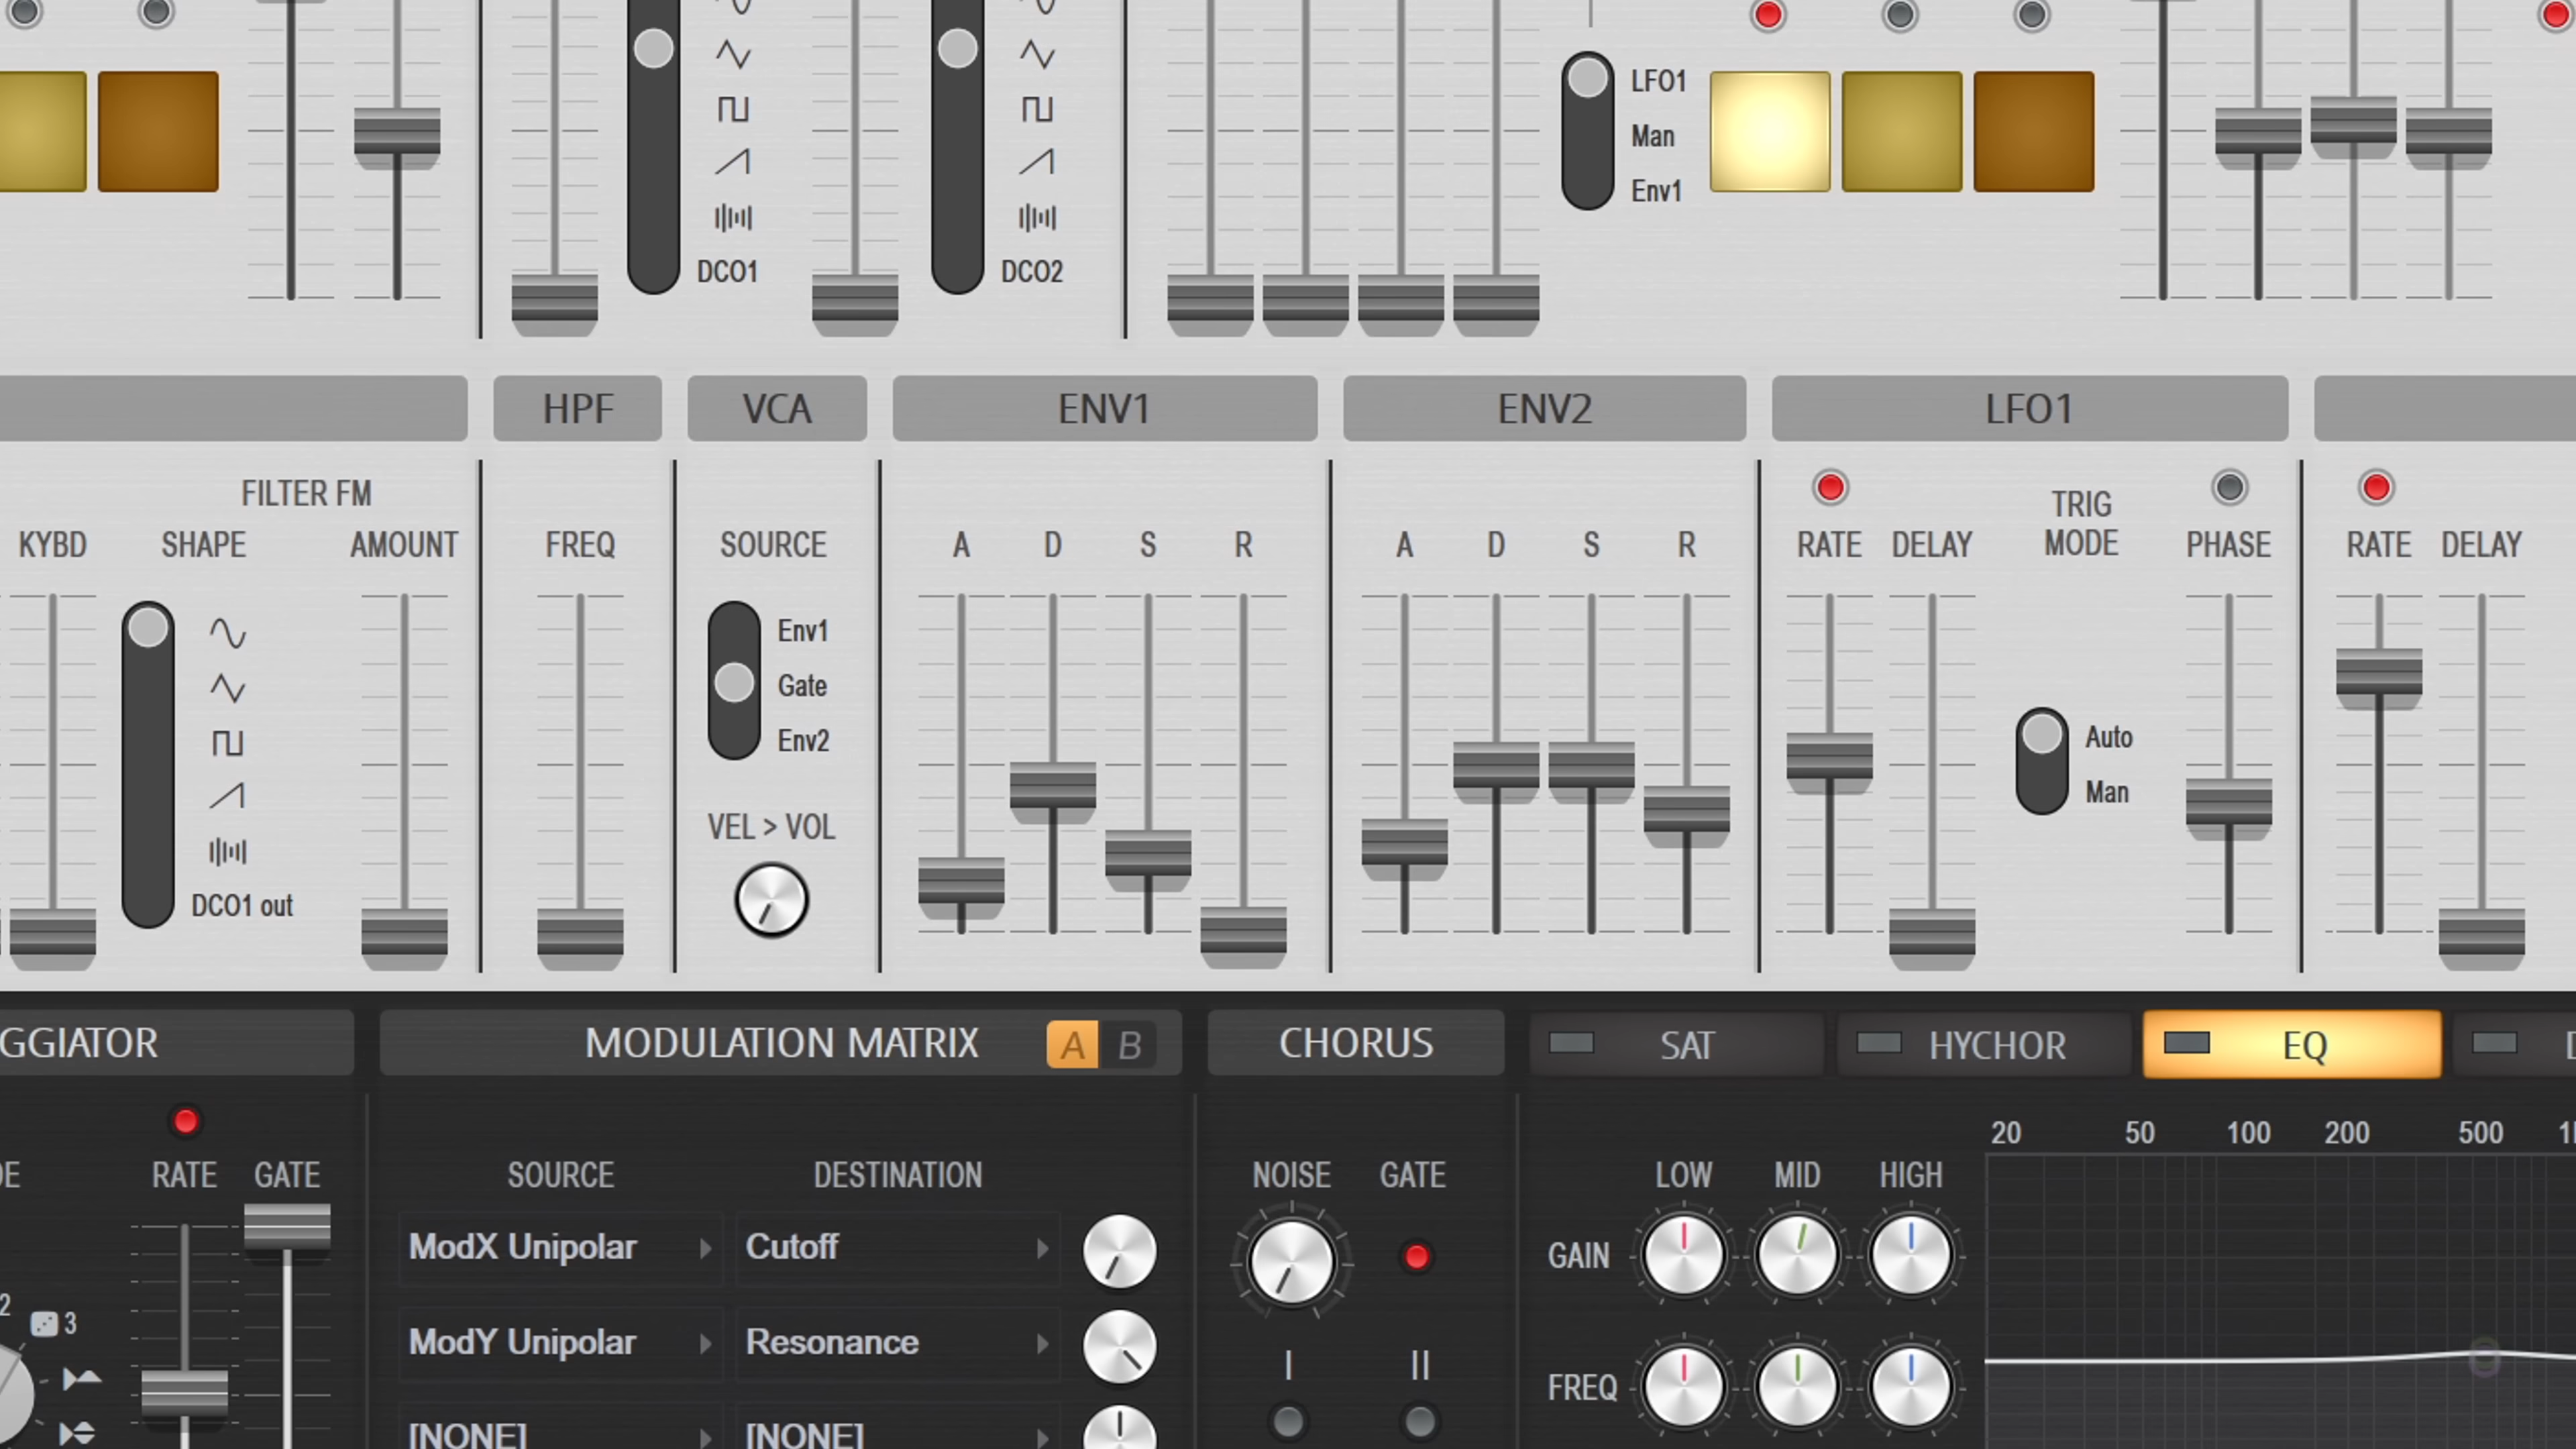 LFO1
Man
Env1
DCO1
DCO2
HPF
VCA
ENV1
ENV2
LFO1
FILTER FM
KYBD
SHAPE
AMOUNT
FREQ
SOURCE
A D S R
A D S R
RATE
DELAY
TRIG
MODE
PHASE
RATE
DELAY
Env1
Gate
Env2
Auto
Man
VEL > VOL
DCO1 out
GGIATOR
MODULATION MATRIX
A B
CHORUS
SAT
HYCHOR
EQ
20 50 100 200 500
RATE
GATE
SOURCE
DESTINATION
NOISE
GATE
LOW
MID
HIGH
ModX Unipolar
Cutoff
GAIN
2
3
ModY Unipolar
Resonance
I
II
FREQ
[NONE]
[NONE]